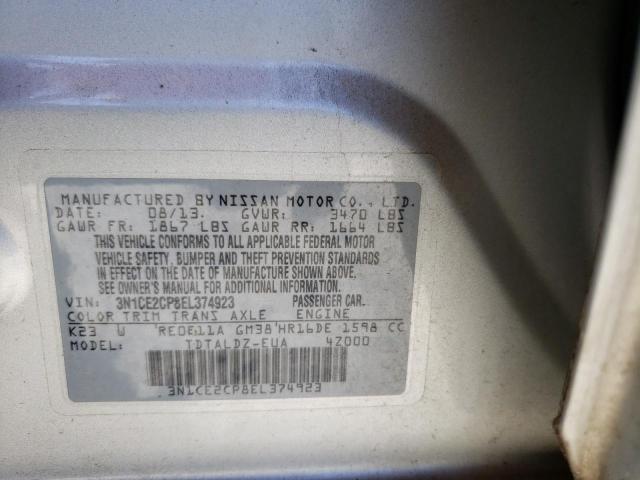 MANUFACTURED BY NISSAN MOTOR CO., LTD.
DATE: 08/13. GVWR: 3470 LBS
GAWR FR: 1867 LBS GAWR RR: 1664 LBS
THIS VEHICLE CONFORMS TO ALL APPLICABLE FEDERAL MOTOR
VEHICLE SAFETY, BUMPER AND THEFT PREVENTION STANDARDS
IN EFFECT ON THE DATE OF MANUFACTURE SHOWN ABOVE.
SEE OWNER'S MANUAL FOR ADDITIONAL INFORMATION.
VIN: 3N1CE2CP8EL374923 PASSENGER CAR.
COLOR TRIM TRANS AXLE ENGINE
K23 W RE0F11A GM38 HR16DE 1598 CC
MODEL: TDTALDZ-EUA 4Z000
3N1CE2CP8EL374923